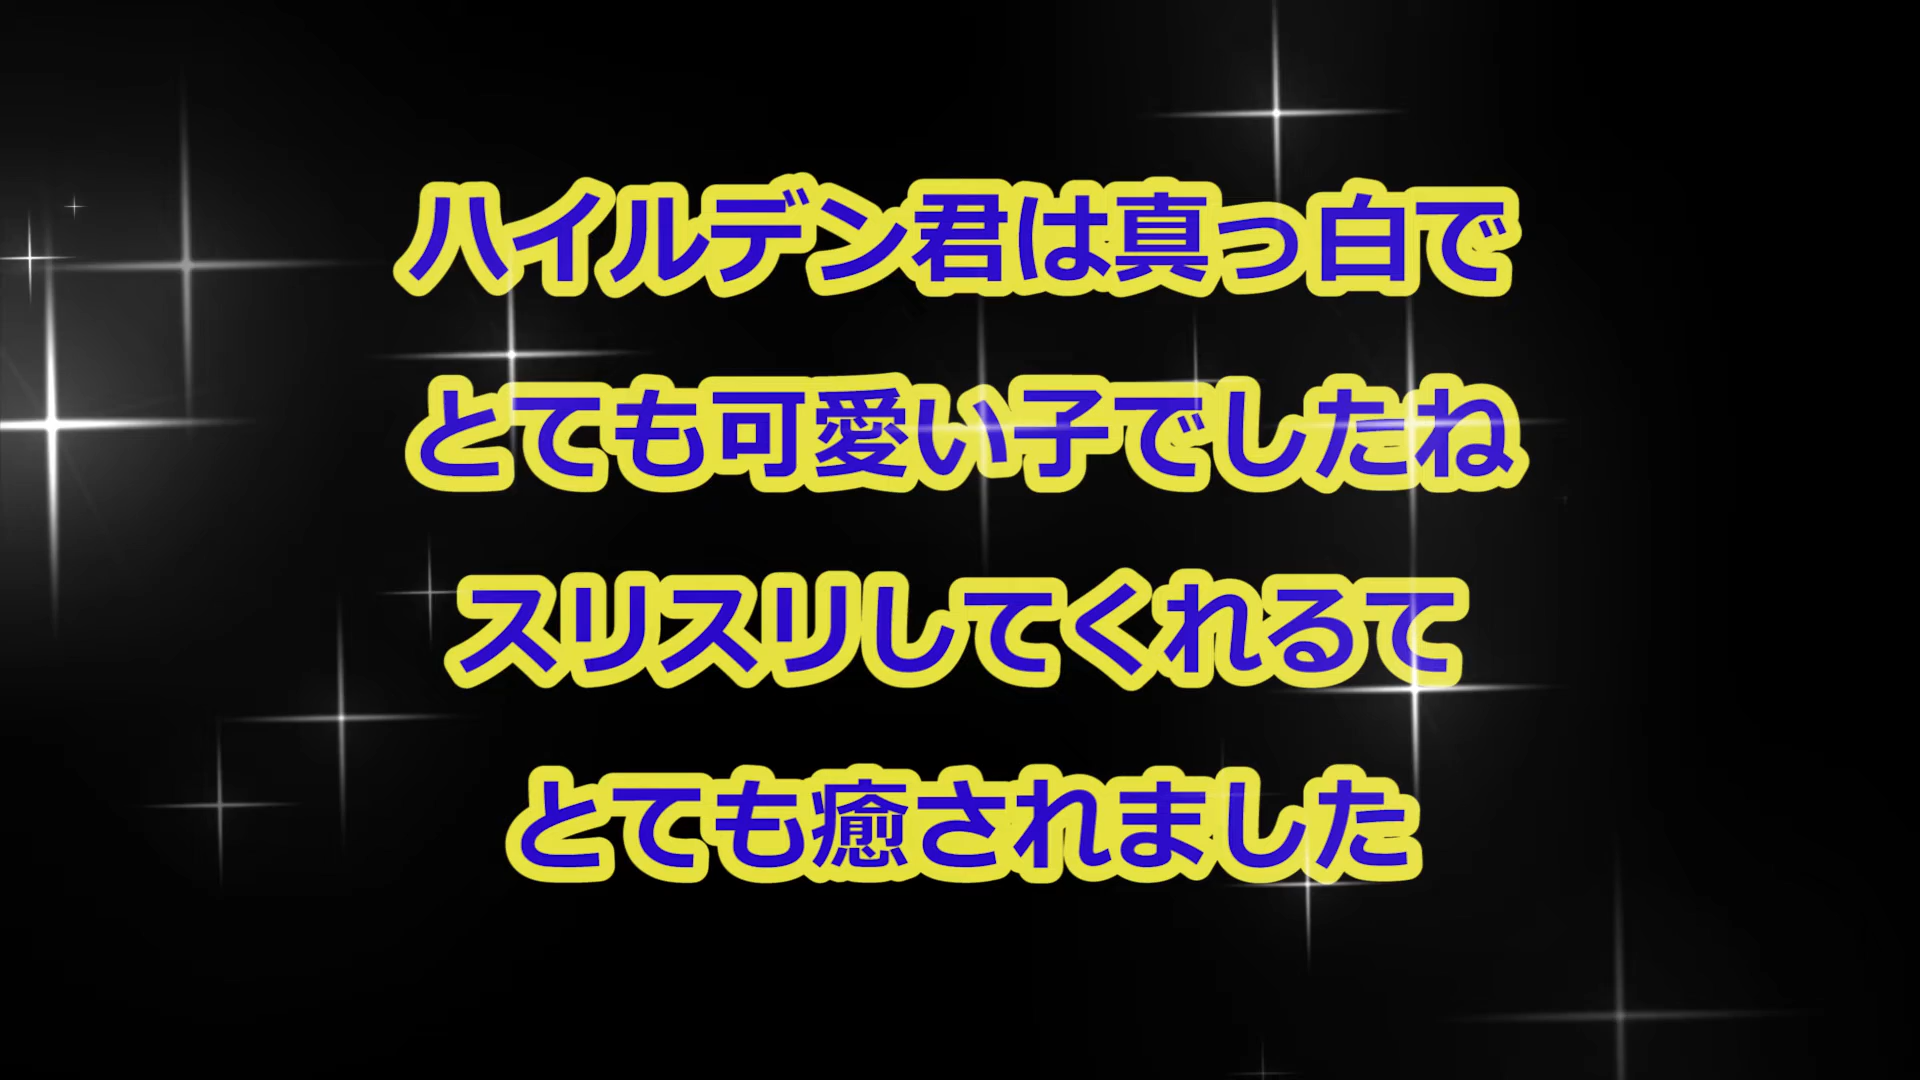 ハイルデン君は真っ白で
とても可愛い子でしたね
スリスリしてくれるて
とても癒されました